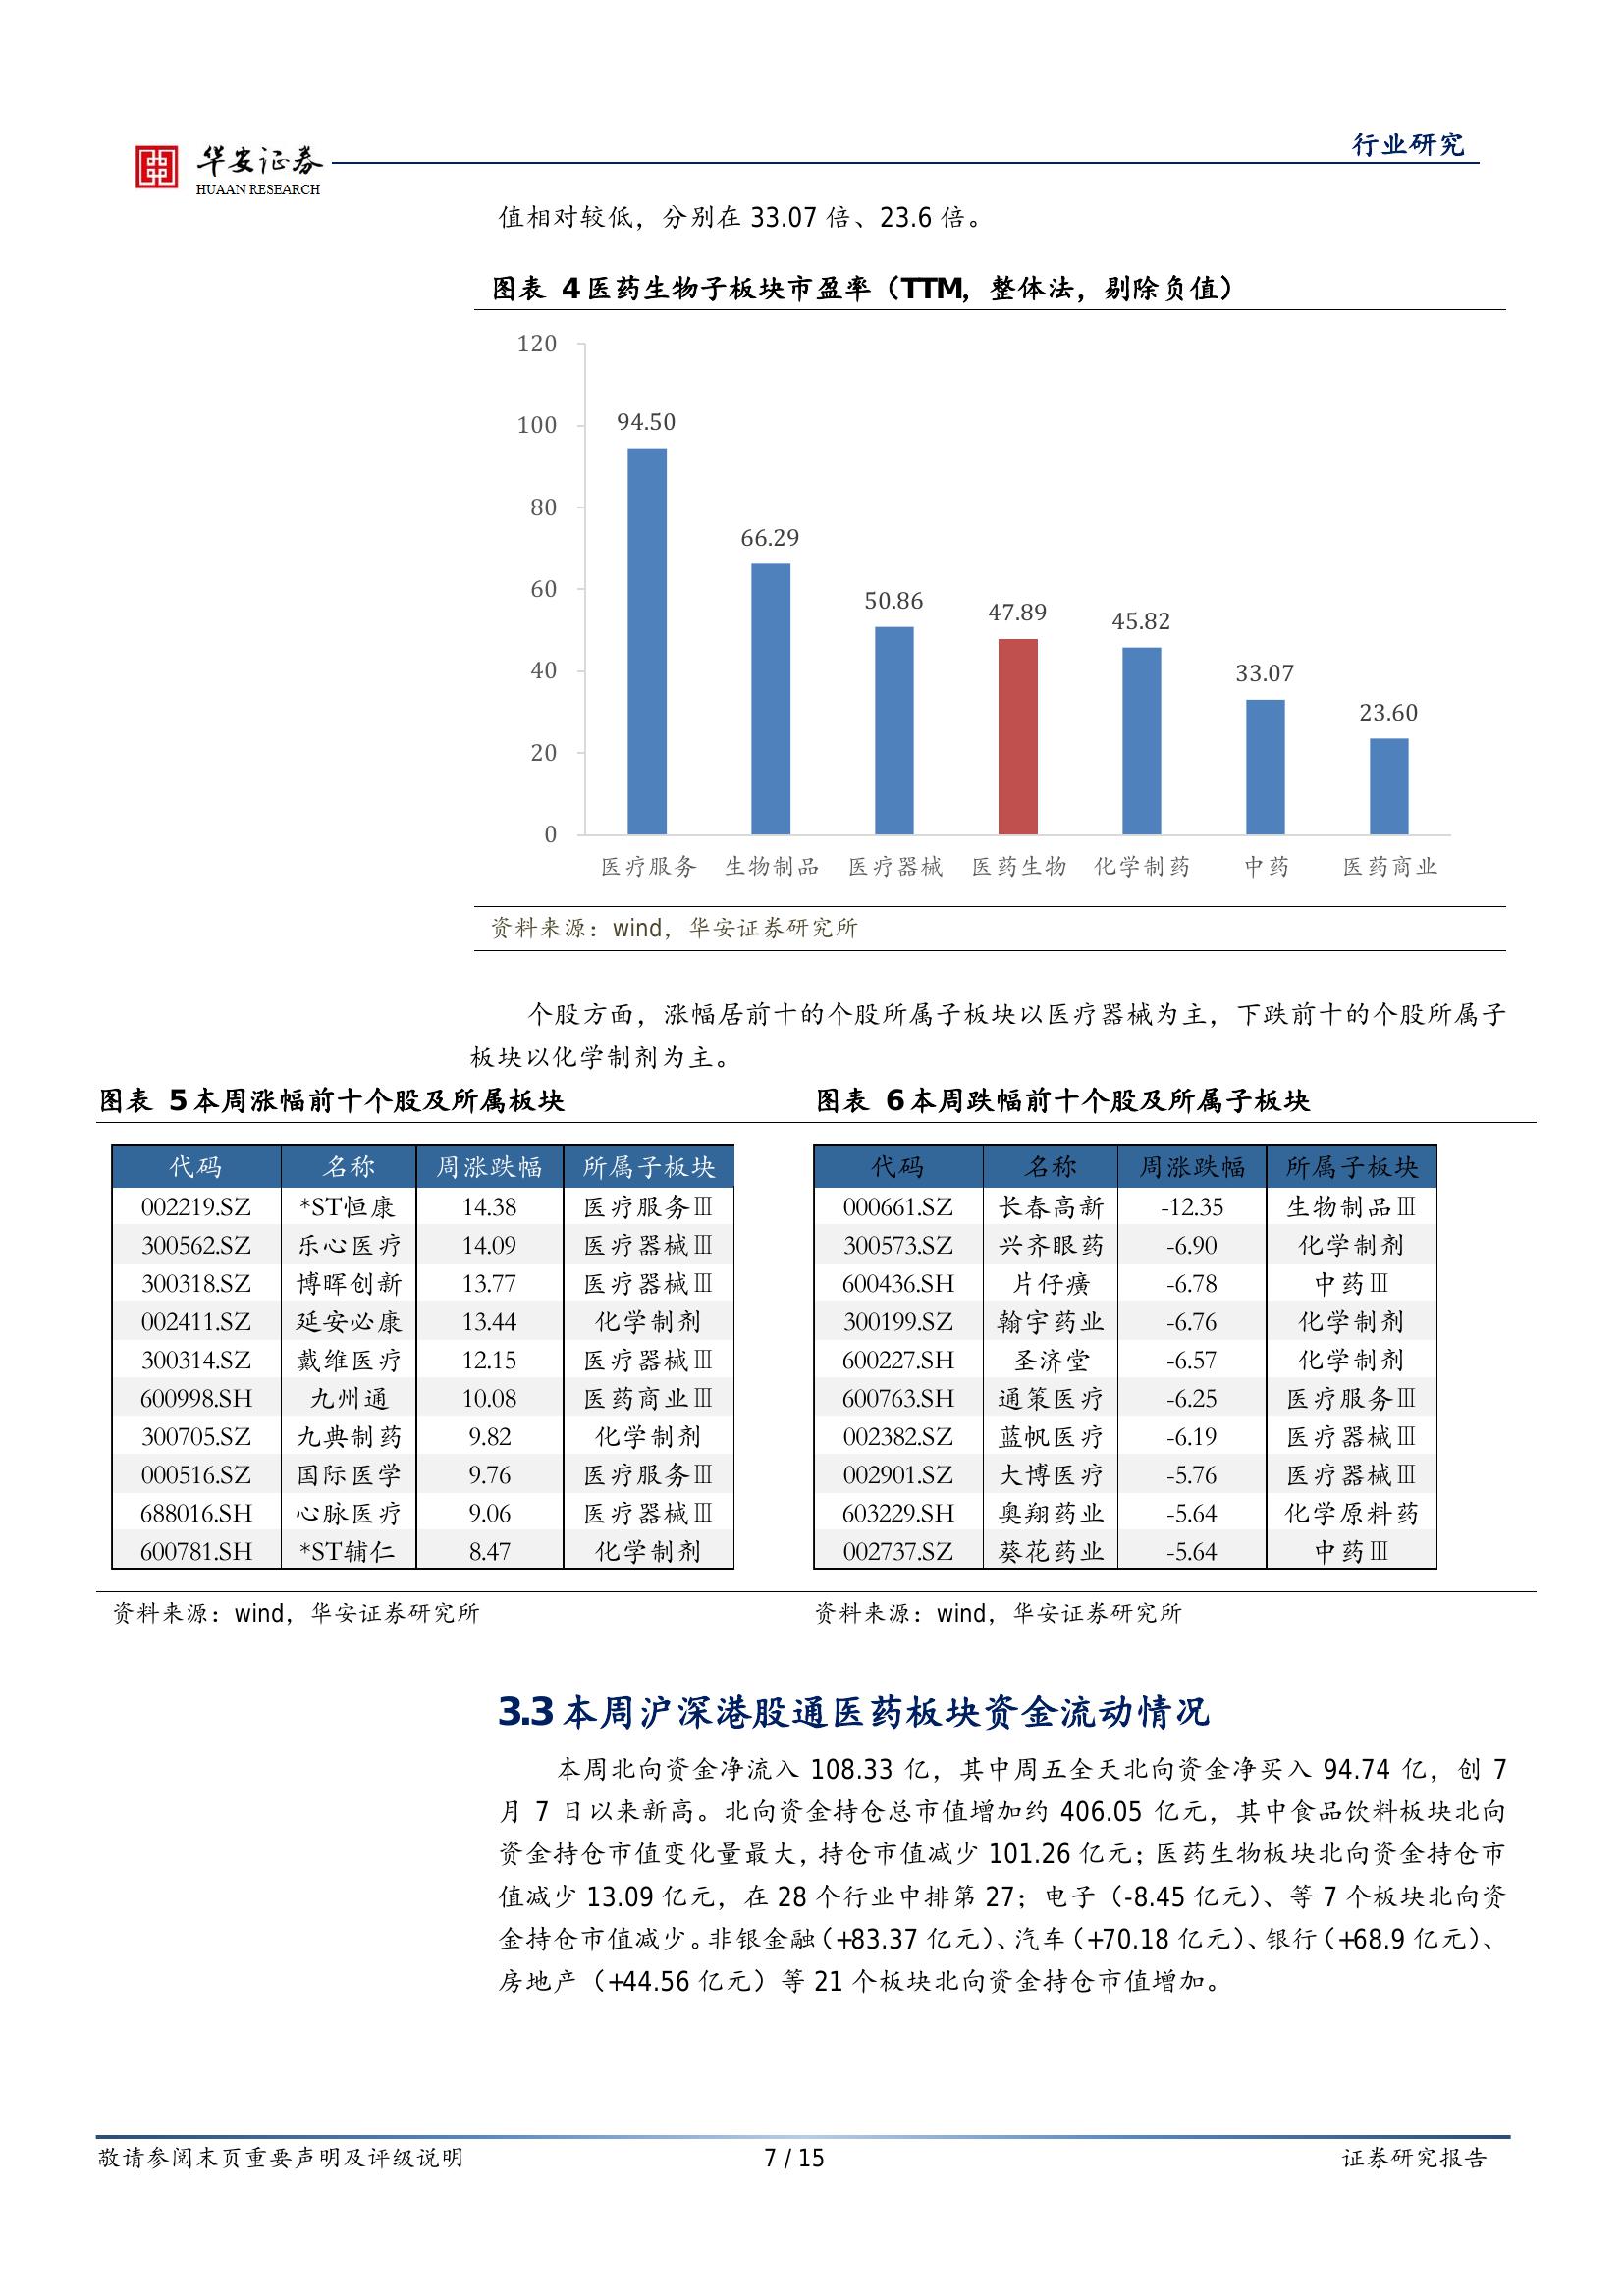 华安证券
HUAAN RESEARCH
行业研究
值相对较低，分别在 33.07 倍、23.6 倍。
图表 4 医药生物子板块市盈率（TTM，整体法，剔除负值）
120
100
80
60
40
20
0
94.50
66.29
50.86
47.89
45.82
33.07
23.60
医疗服务 生物制品 医疗器械 医药生物 化学制药 中药 医药商业
资料来源：wind，华安证券研究所
个股方面，涨幅居前十的个股所属子板块以医疗器械为主，下跌前十的个股所属子
板块以化学制剂为主。
图表 5 本周涨幅前十个股及所属板块
代码 名称 周涨跌幅 所属子板块
002219.SZ *ST恒康 14.38 医疗服务Ⅲ
300562.SZ 乐心医疗 14.09 医疗器械Ⅲ
300318.SZ 博晖创新 13.77 医疗器械Ⅲ
002411.SZ 延安必康 13.44 化学制剂
300314.SZ 戴维医疗 12.15 医疗器械Ⅲ
600998.SH 九州通 10.08 医药商业Ⅲ
300705.SZ 九典制药 9.82 化学制剂
000516.SZ 国际医学 9.76 医疗服务Ⅲ
688016.SH 心脉医疗 9.06 医疗器械Ⅲ
600781.SH *ST辅仁 8.47 化学制剂
资料来源：wind，华安证券研究所
图表 6 本周跌幅前十个股及所属子板块
代码 名称 周涨跌幅 所属子板块
000661.SZ 长春高新 -12.35 生物制品Ⅲ
300573.SZ 兴齐眼药 -6.90 化学制剂
600436.SH 片仔癀 -6.78 中药Ⅲ
300199.SZ 翰宇药业 -6.76 化学制剂
600227.SH 圣济堂 -6.57 化学制剂
600763.SH 通策医疗 -6.25 医疗服务Ⅲ
002382.SZ 蓝帆医疗 -6.19 医疗器械Ⅲ
002901.SZ 大博医疗 -5.76 医疗器械Ⅲ
603229.SH 奥翔药业 -5.64 化学原料药
002737.SZ 葵花药业 -5.64 中药Ⅲ
资料来源：wind，华安证券研究所
3.3 本周沪深港股通医药板块资金流动情况
本周北向资金净流入 108.33 亿，其中周五全天北向资金净买入 94.74 亿，创 7
月 7 日以来新高。北向资金持仓总市值增加约 406.05 亿元，其中食品饮料板块北向
资金持仓市值变化量最大，持仓市值减少 101.26 亿元；医药生物板块北向资金持仓市
值减少 13.09 亿元，在 28 个行业中排第 27；电子（-8.45 亿元）、等 7 个板块北向资
金持仓市值减少。非银金融（+83.37 亿元）、汽车（+70.18 亿元）、银行（+68.9 亿元）、
房地产（+44.56 亿元）等 21 个板块北向资金持仓市值增加。
敬请参阅末页重要声明及评级说明
7 / 15
证券研究报告